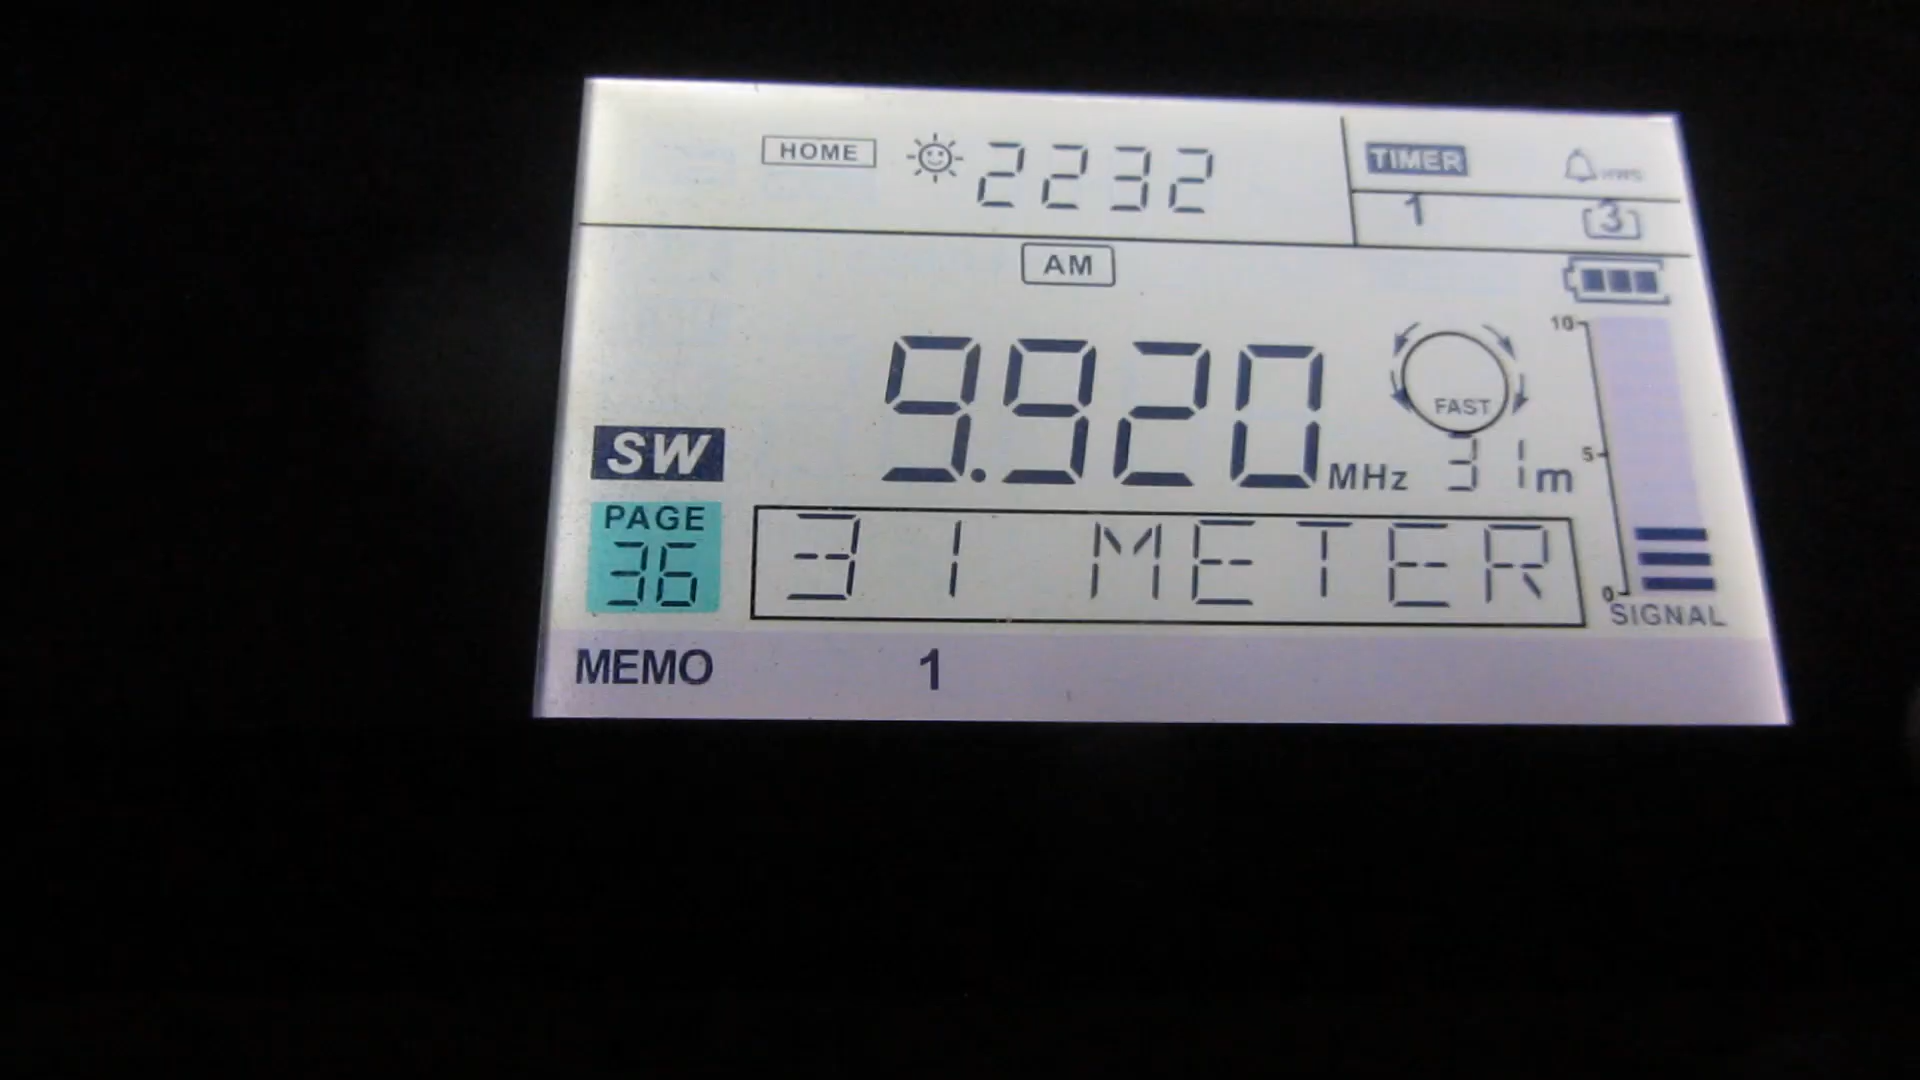 HOME 2232 TIMER
1 3
AM
10
9.920 MHz FAST
31m
5
SW
PAGE
36
31 METER
0
SIGNAL
MEMO 1